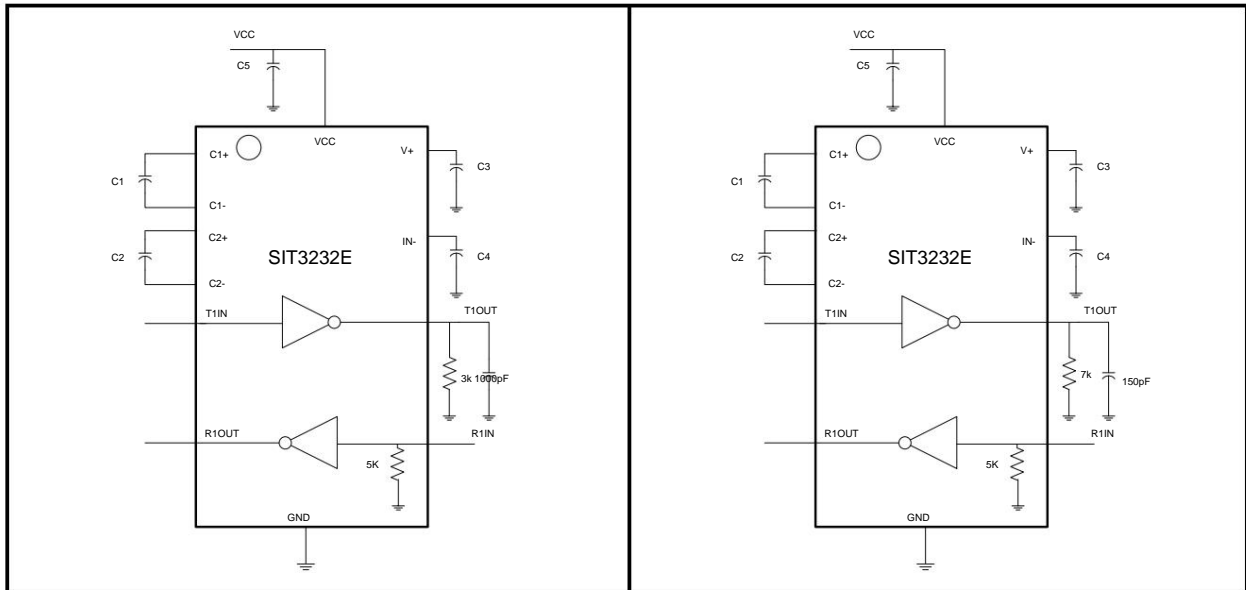 VCC
C5
VCC
C1+
V+
C3
C1
C1-
C2+
IN-
C2
SIT3232E
C4
C2-
T1IN
T1OUT
3k 1000pF
R1OUT
R1IN
5K
GND
VCC
C5
VCC
C1+
V+
C3
C1
C1-
C2+
IN-
C2
SIT3232E
C4
C2-
T1IN
T1OUT
7k
150pF
R1OUT
R1IN
5K
GND